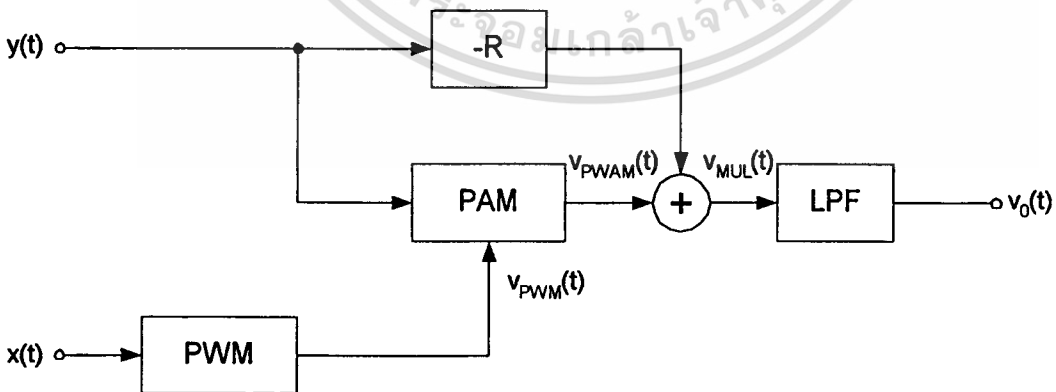 y(t)
-R
v_PWAM(t)
v_MUL(t)
PAM
+
LPF
v_0(t)
v_PWM(t)
x(t)
PWM